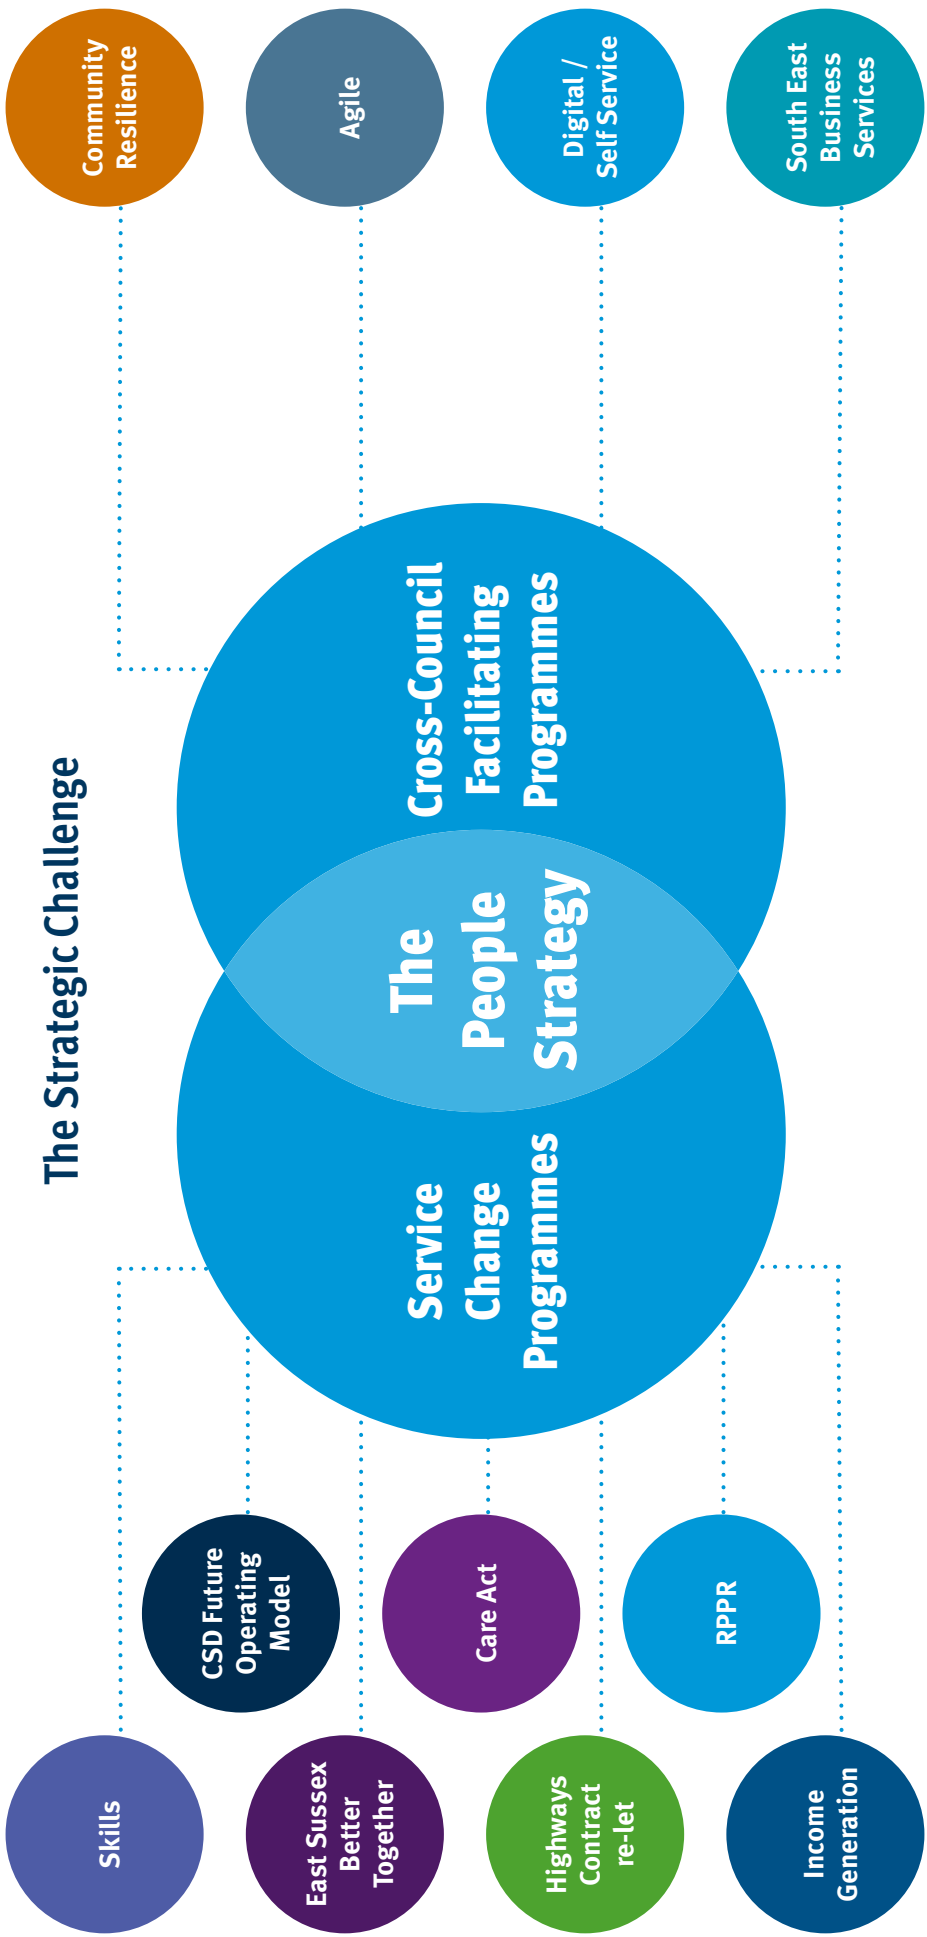 The Strategic Challenge
Skills
CSD Future
Operating
Model
East Sussex
Better
Together
Care Act
Highways
Contract
re-let
RPPR
Income
Generation
Service
Change
Programmes
The
People
Strategy
Cross-Council
Facilitating
Programmes
Community
Resilience
Agile
Digital /
Self Service
South East
Business
Services